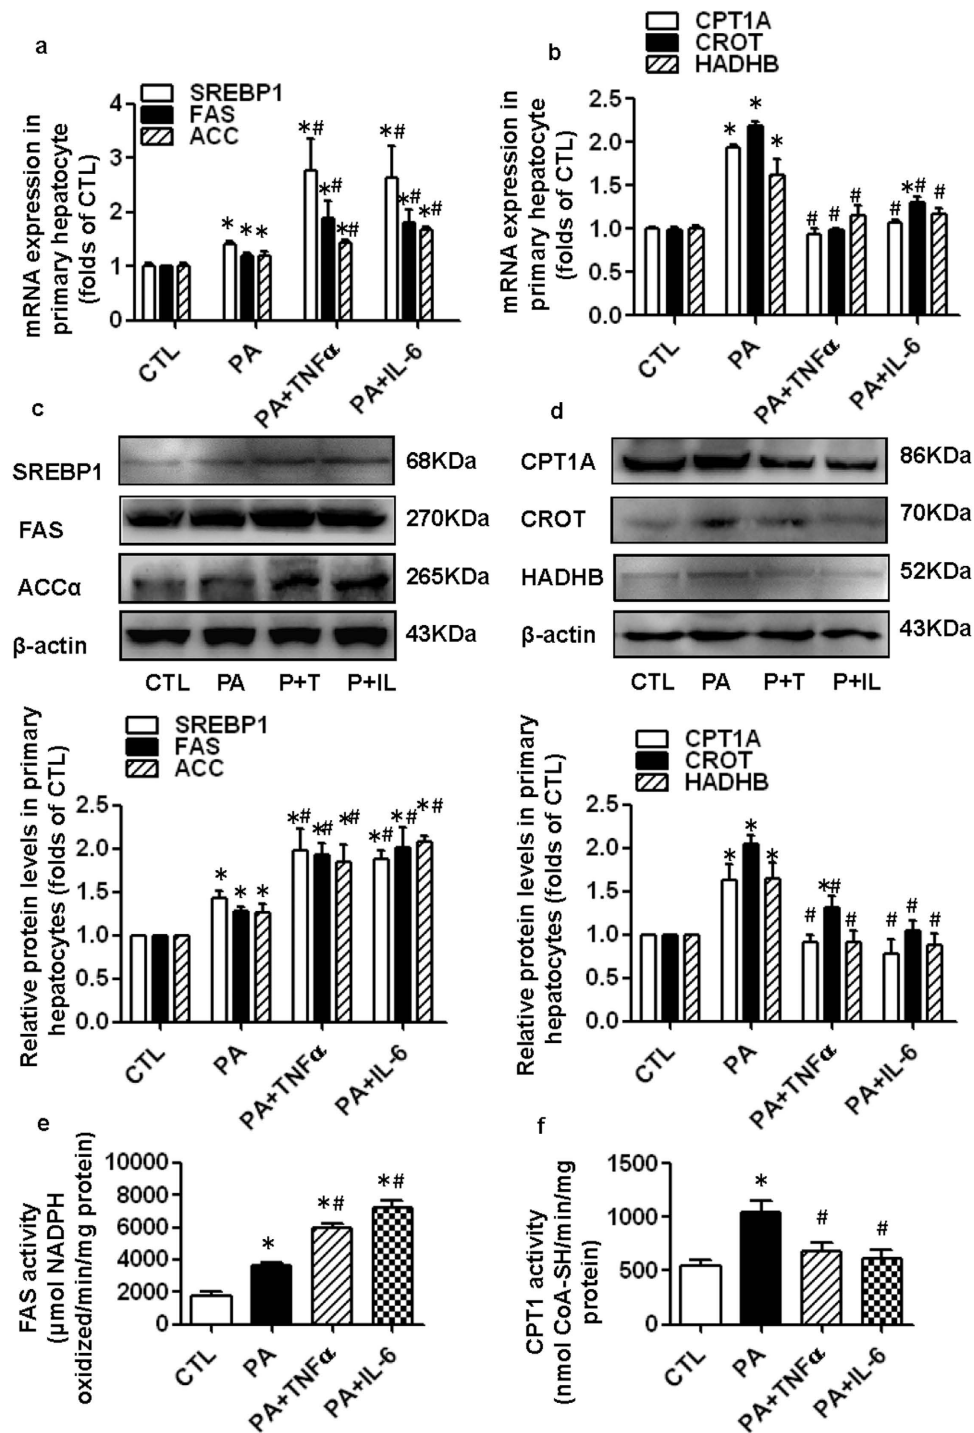 a
SREBP1
FAS
ACC
mRNA expression in
primary hepatocyte
(folds of CTL)
4
3
2
1
0
*
*
*
*#
*#
*#
*#
*#
*#
CTL
PA
PA+TNFα
PA+IL-6
b
CPT1A
CROT
HADHB
mRNA expression in
primary hepatocyte
(folds of CTL)
2.5
2.0
1.5
1.0
0.5
0.0
*
*
*
#
#
#
#
*#
#
CTL
PA
PA+TNFα
PA+IL-6
c
SREBP1
68KDa
FAS
270KDa
ACCα
265KDa
β-actin
43KDa
CTL PA P+T P+IL
SREBP1
FAS
ACC
Relative protein levels in primary
hepatocytes (folds of CTL)
2.5
2.0
1.5
1.0
0.5
0.0
*
*
*
*#
*#
*#
*#
*#
*#
CTL
PA
PA+TNFα
PA+IL-6
d
CPT1A
86KDa
CROT
70KDa
HADHB
52KDa
β-actin
43KDa
CTL PA P+T P+IL
CPT1A
CROT
HADHB
Relative protein levels in primary
hepatocytes (folds of CTL)
2.5
2.0
1.5
1.0
0.5
0.0
*
*
*
#
*#
#
#
#
#
CTL
PA
PA+TNFα
PA+IL-6
e
FAS activity
(μmol NADPH
oxidized/min/mg protein)
10000
8000
6000
4000
2000
0
*
*#
*#
CTL
PA
PA+TNFα
PA+IL-6
f
CPT1 activity
(nmol CoA-SH/min/mg
protein)
1500
1000
500
0
*
#
#
CTL
PA
PA+TNFα
PA+IL-6